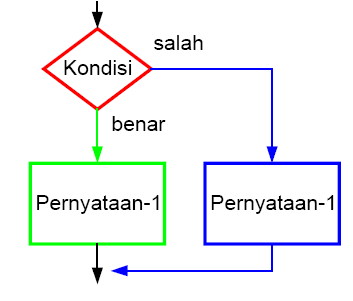 salah
Kondisi
benar
Pernyataan-1
Pernyataan-1